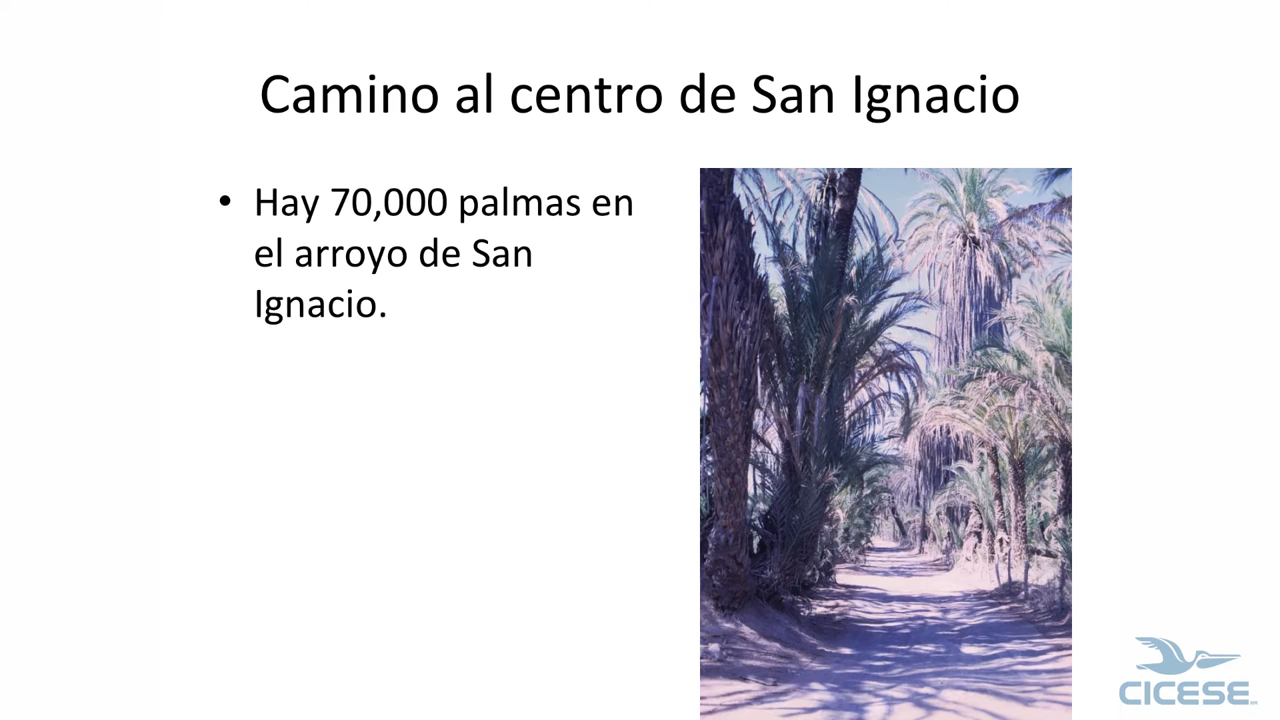 Camino al centro de San Ignacio
• Hay 70,000 palmas en
el arroyo de San
Ignacio.
CICESE